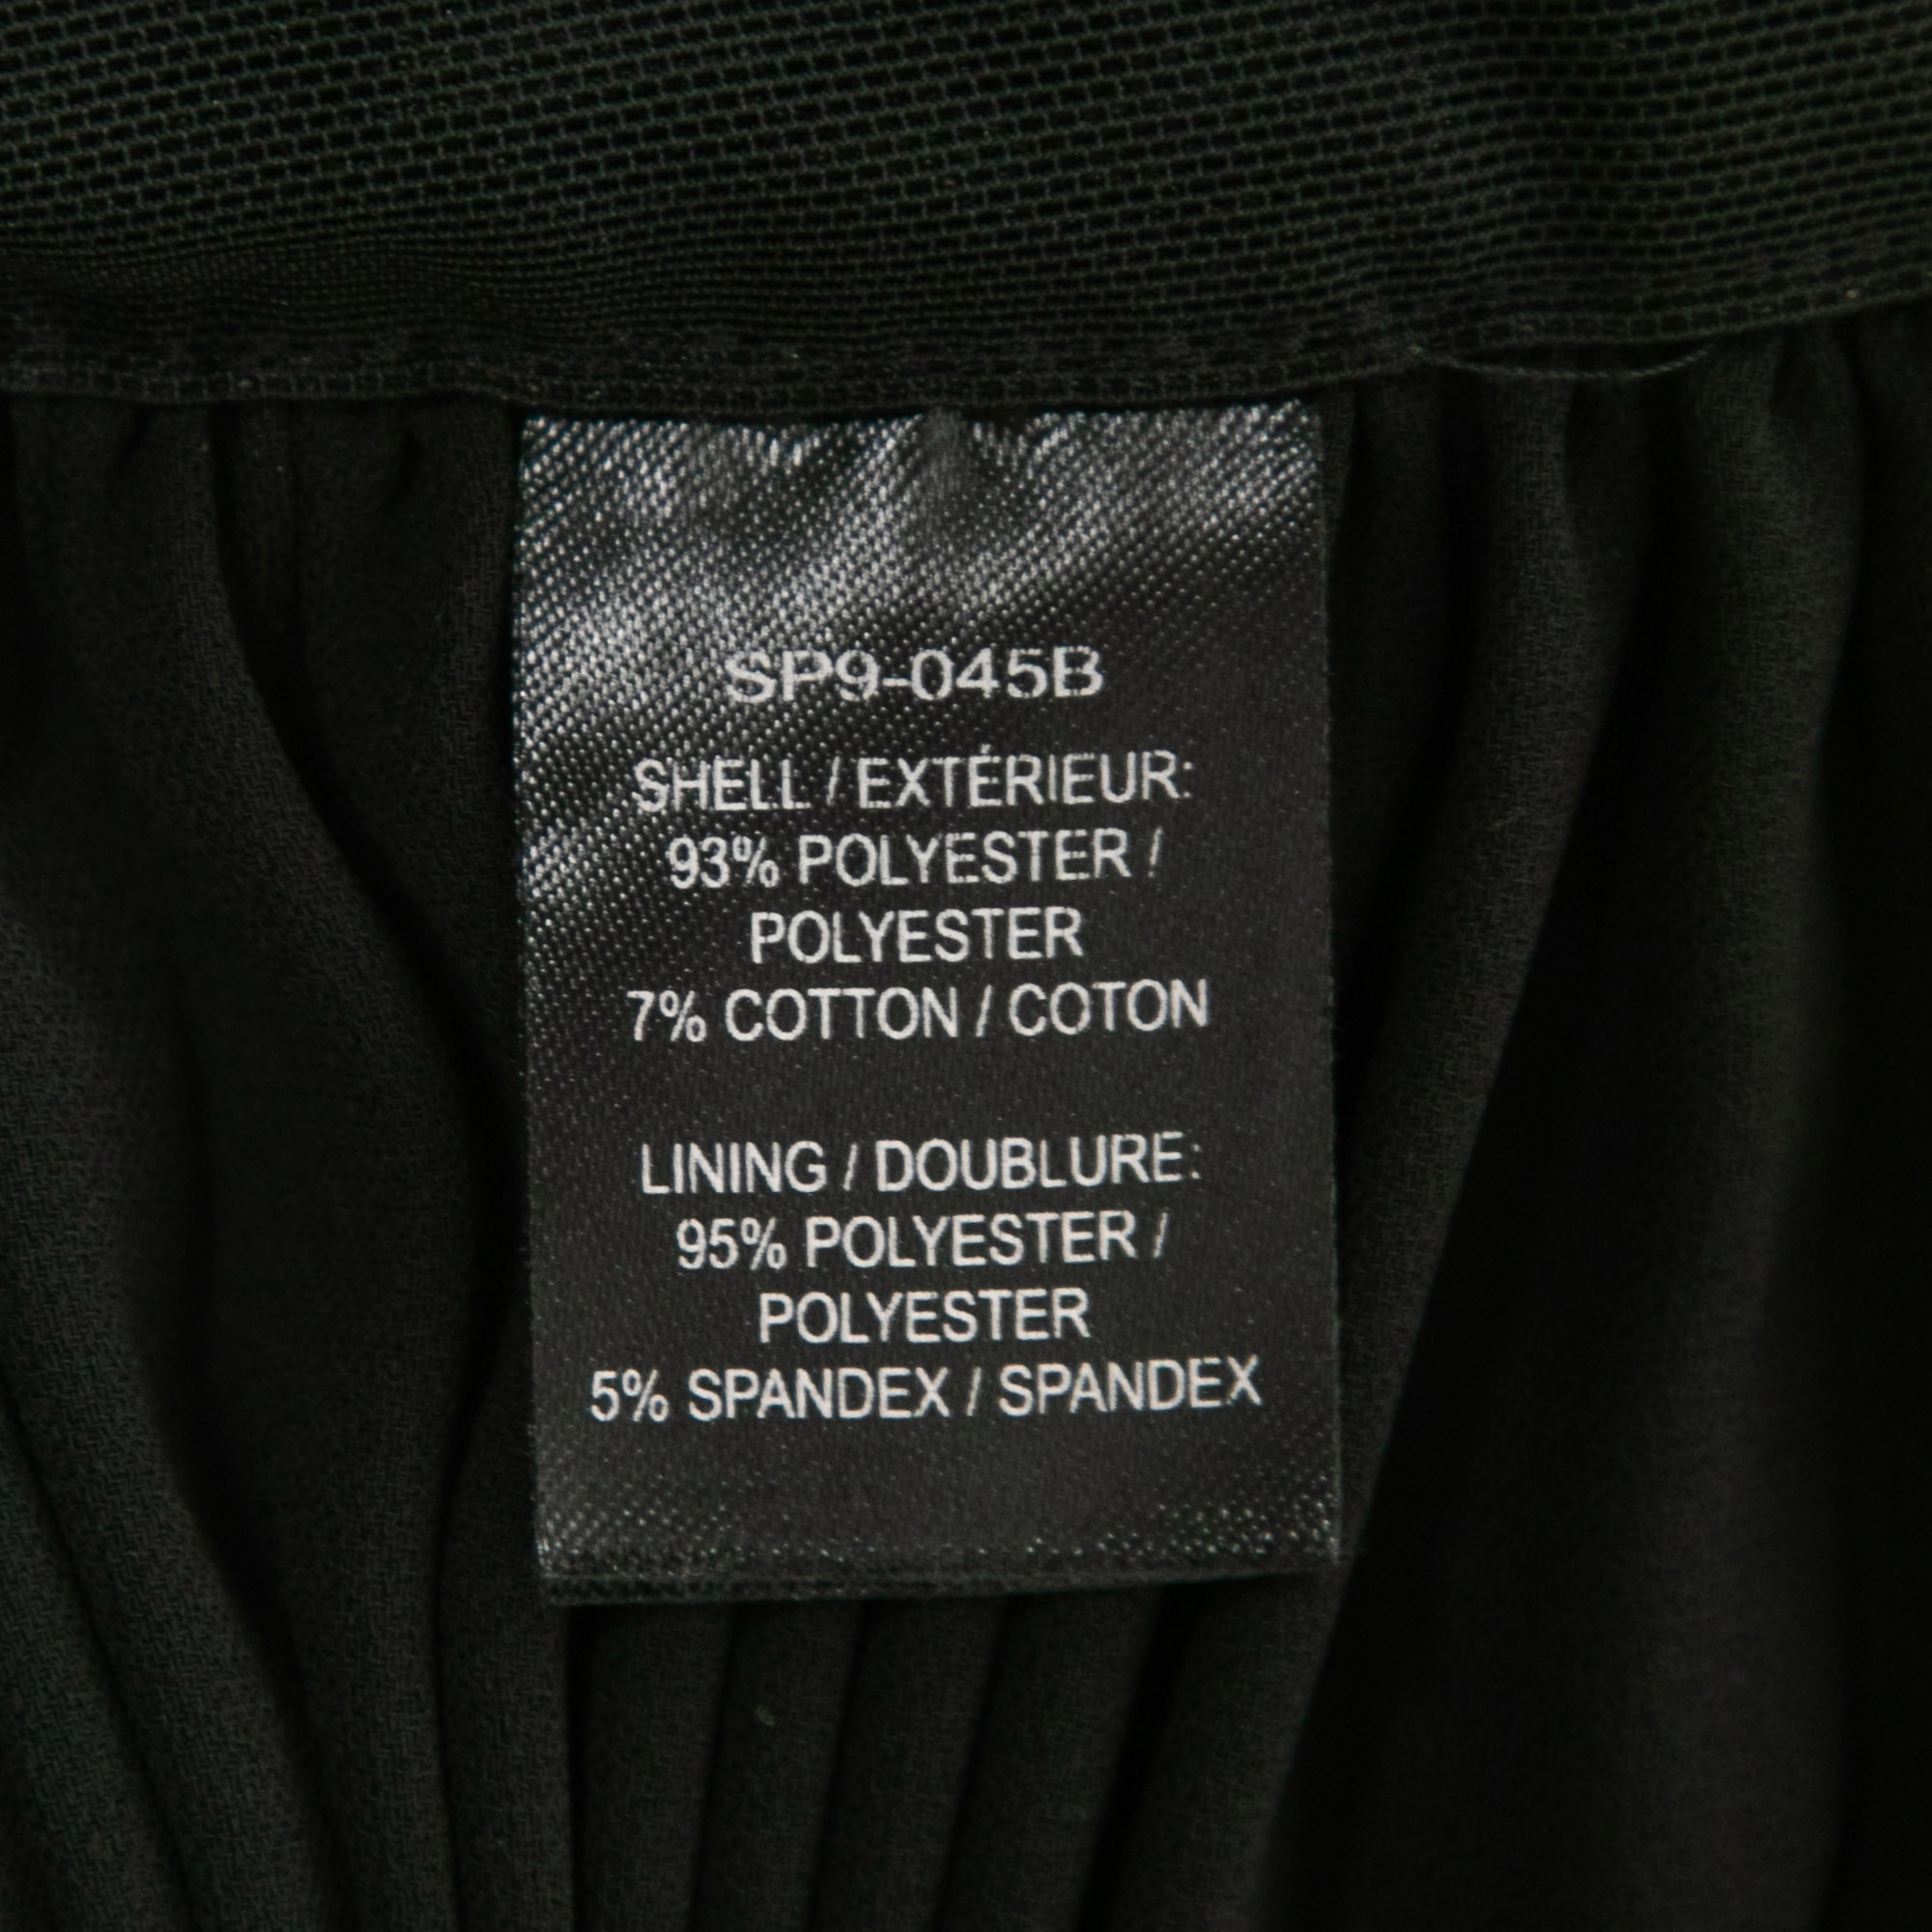 SP9-045B
SHELL / EXTÉRIEUR:
93% POLYESTER /
POLYESTER
7% COTTON / COTON
LINING / DOUBLURE:
95% POLYESTER /
POLYESTER
5% SPANDEX / SPANDEX